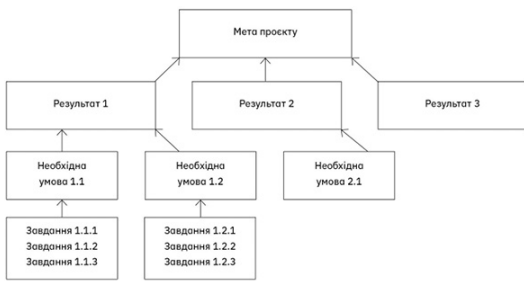 Мета проєкту
Результат 1
Результат 2
Результат 3
Необхідна
умова 1.1
Необхідна
умова 1.2
Необхідна
умова 2.1
Завдання 1.1.1
Завдання 1.1.2
Завдання 1.1.3
Завдання 1.2.1
Завдання 1.2.2
Завдання 1.2.3